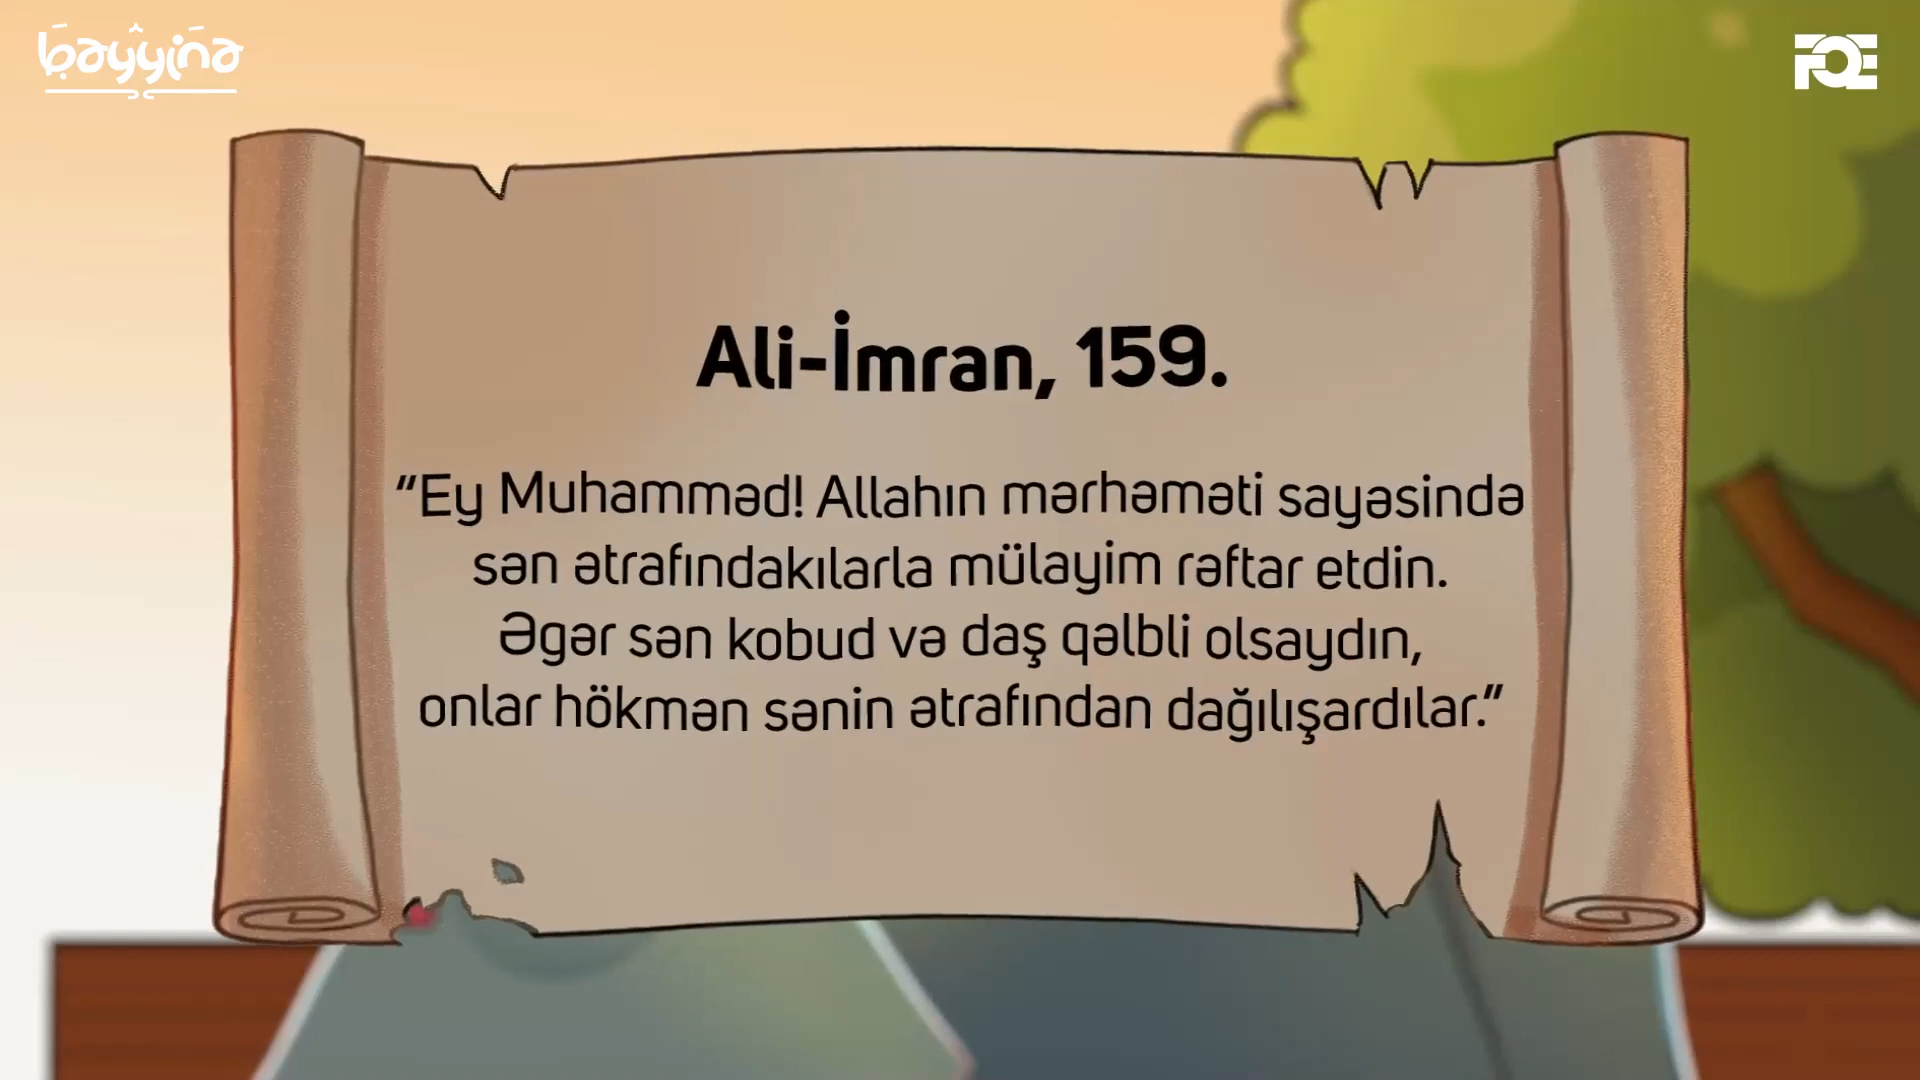 bayyina
FQE
Ali-İmran, 159.
“Ey Muhamməd! Allahın mərhəməti sayəsində
sən ətrafındakılarla mülayim rəftar etdin.
Əgər sən kobud və daş qəlbli olsaydın,
onlar hökmən sənin ətrafından dağılışardılar.”